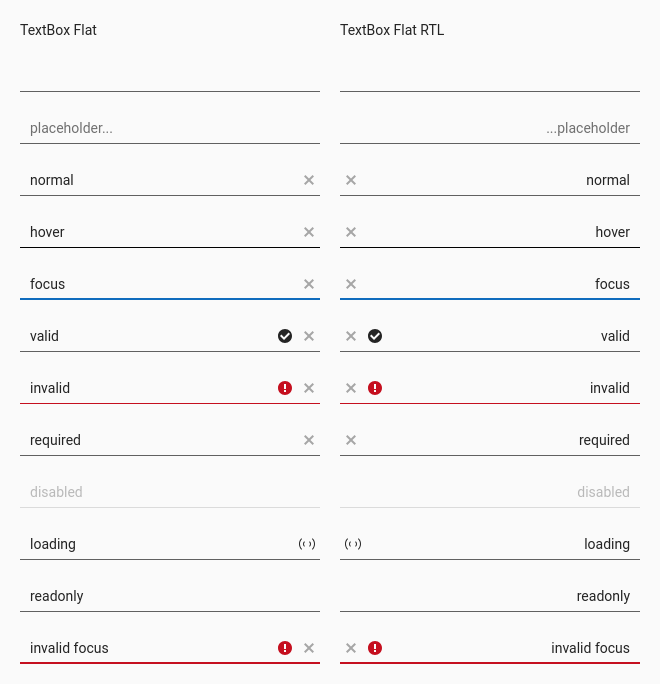 TextBox Flat
placeholder...
normal
hover
focus
valid
invalid
required
disabled
loading
readonly
invalid focus
TextBox Flat RTL
...placeholder
normal
hover
focus
valid
invalid
required
disabled
loading
readonly
invalid focus